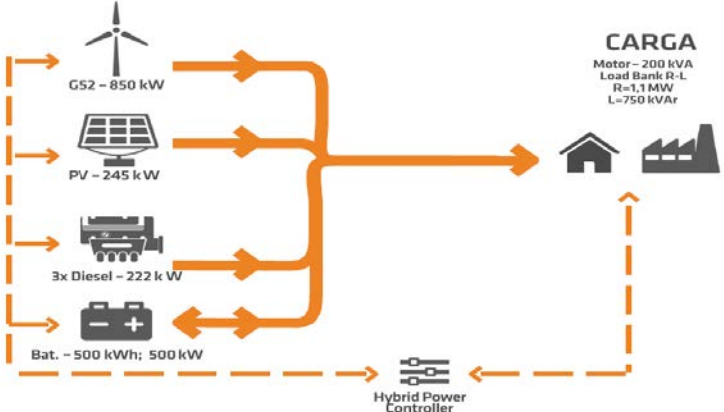 CARGA
Motor – 200 kVA
Load Bank R-L
R=1,1 MW
L=750 kVAr
G52 – 850 kW
PV – 245 kW
3x Diesel – 222 k W
Bat. – 500 kWh; 500 kW
Hybrid Power
Controller